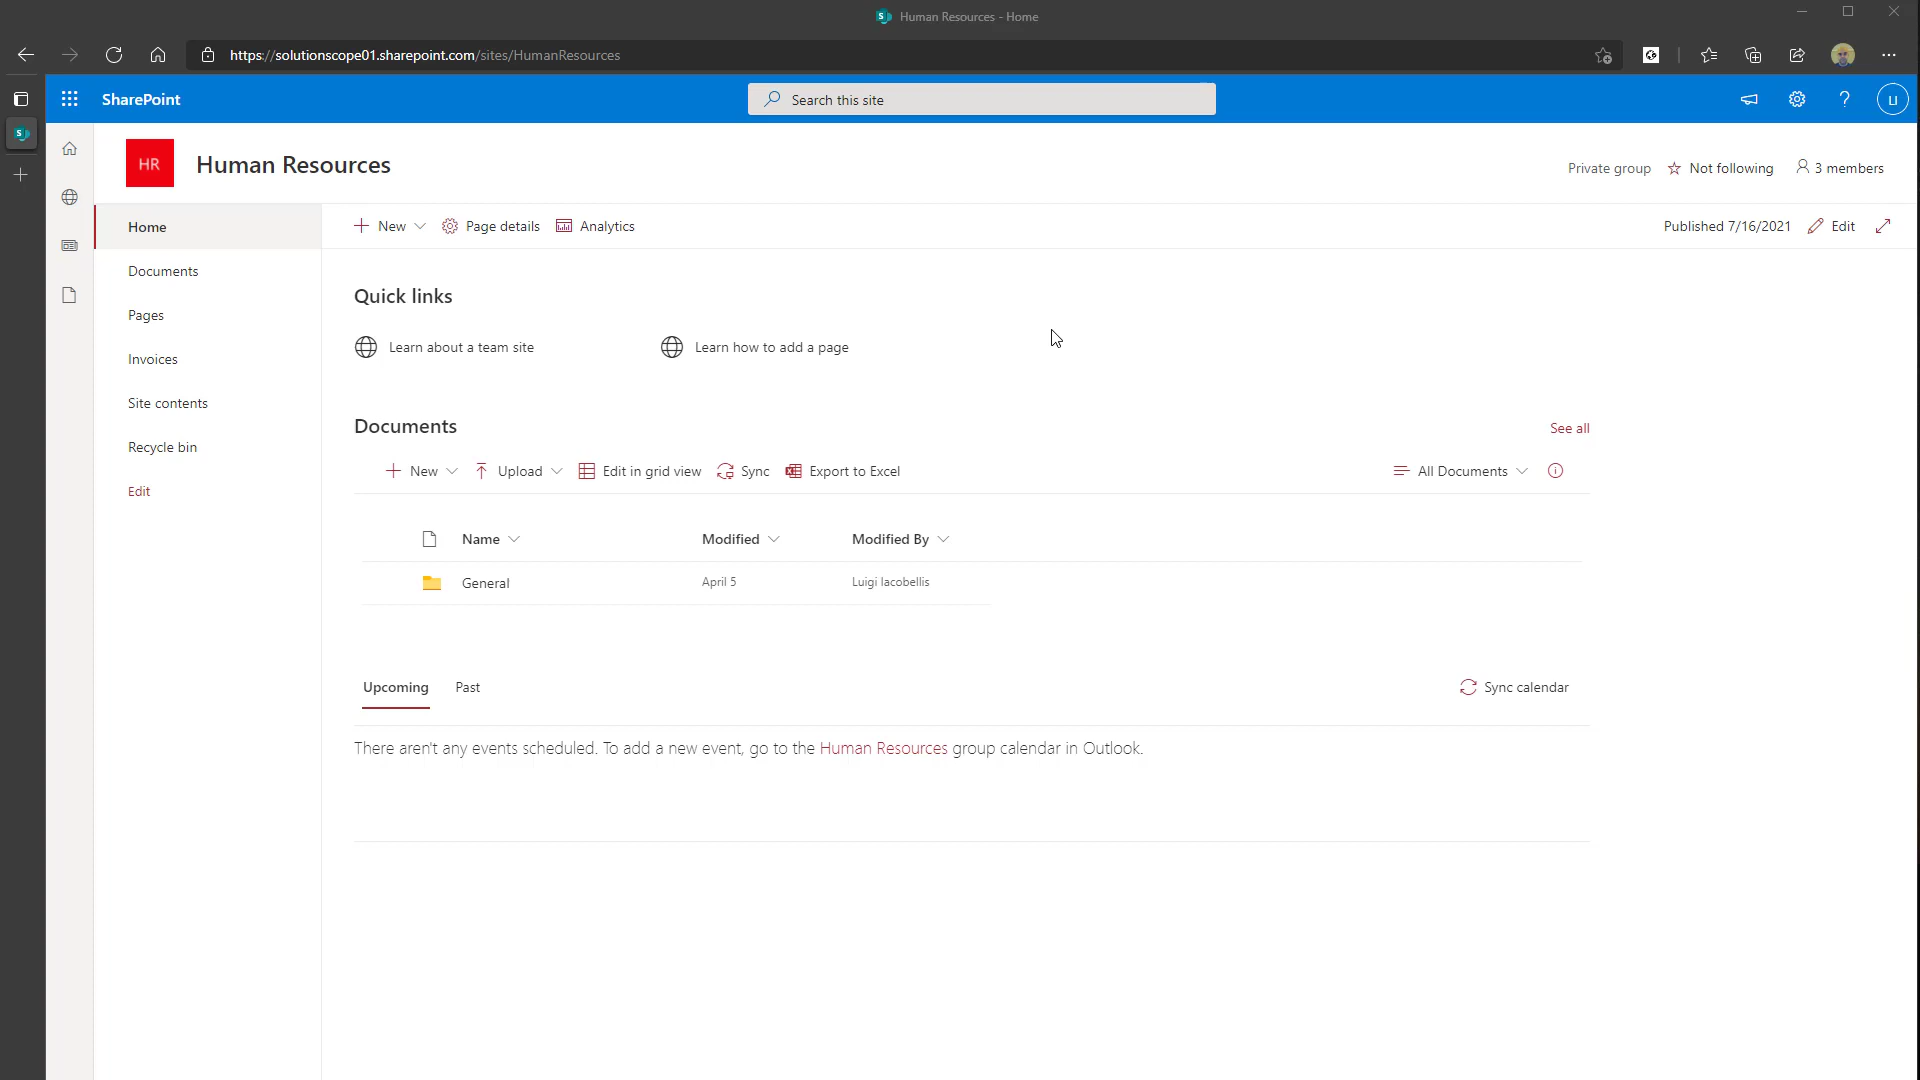 Human Resources - Home
https://solutionscope01.sharepoint.com/sites/HumanResources
SharePoint
Search this site
HR
Human Resources
Private group
Not following
3 members
Home
Documents
Pages
Invoices
Site contents
Recycle bin
Edit
New
Page details
Analytics
Published 7/16/2021
Edit
Quick links
Learn about a team site
Learn how to add a page
Documents
See all
New
Upload
Edit in grid view
Sync
Export to Excel
All Documents
Name
Modified
Modified By
General
April 5
Luigi Iacobellis
Upcoming
Past
Sync calendar
There aren't any events scheduled. To add a new event, go to the Human Resources group calendar in Outlook.